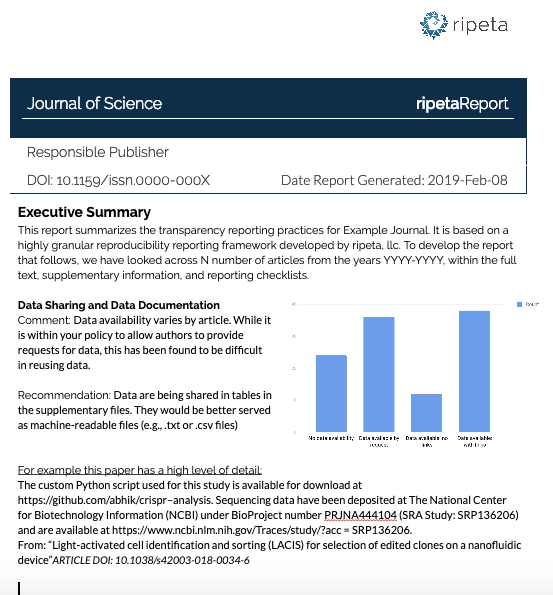 ripeta
Journal of Science
ripetaReport
Responsible Publisher
DOI: 10.1159/issn.0000-000X
Date Report Generated: 2019-Feb-08
Executive Summary
This report summarizes the transparency reporting practices for Example Journal. It is based on a
highly granular reproducibility reporting framework developed by ripeta, llc. To develop the report
that follows, we have looked across N number of articles from the years YYYY-YYYY, within the full
text, supplementary information, and reporting checklists.
Data Sharing and Data Documentation
Comment: Data availability varies by article. While it
is within your policy to allow authors to provide
requests for data, this has been found to be difficult
in reusing data.
Recommendation: Data are being shared in tables in
the supplementary files. They would be better served
as machine-readable files (e.g., .txt or .csv files)
Count
No data availability
Data available by
request
Data available no
links
Data available
with links
For example this paper has a high level of detail:
The custom Python script used for this study is available for download at
https://github.com/abhik/crispr–analysis. Sequencing data have been deposited at The National Center
for Biotechnology Information (NCBI) under BioProject number PRJNA444104 (SRA Study: SRP136206)
and are available at https://www.ncbi.nlm.nih.gov/Traces/study/?acc = SRP136206.
From: "Light-activated cell identification and sorting (LACIS) for selection of edited clones on a nanofluidic
device"ARTICLE DOI: 10.1038/s42003-018-0034-6